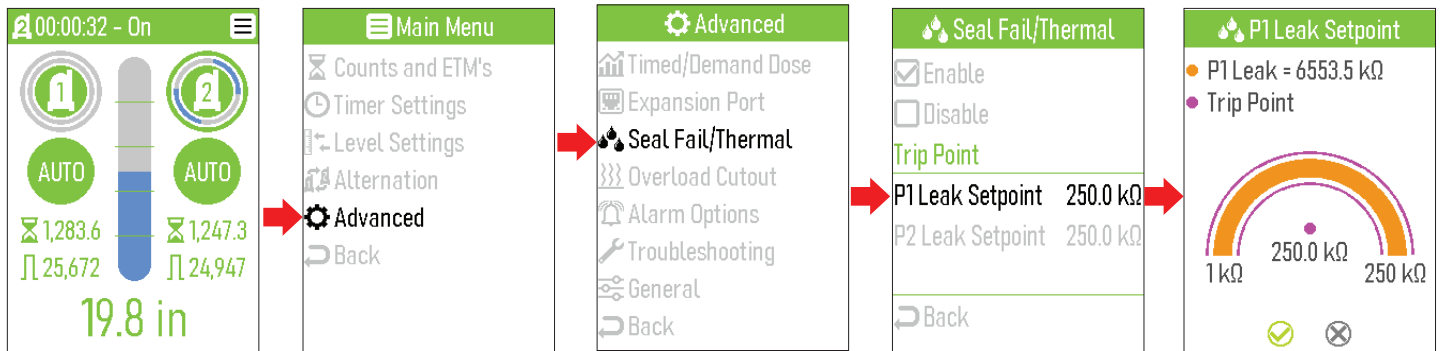 2 00:00:32 - On
1
2
AUTO
AUTO
1,283.6
1,247.3
25,672
24,947
19.8 in
Main Menu
Counts and ETM's
Timer Settings
Level Settings
Alternation
Advanced
Back
Advanced
Timed/Demand Dose
Expansion Port
Seal Fail/Thermal
Overload Cutout
Alarm Options
Troubleshooting
General
Back
Seal Fail/Thermal
Enable
Disable
Trip Point
P1 Leak Setpoint 250.0 kΩ
P2 Leak Setpoint 250.0 kΩ
Back
P1 Leak Setpoint
P1 Leak = 6553.5 kΩ
Trip Point
250.0 kΩ
1 kΩ
250 kΩ